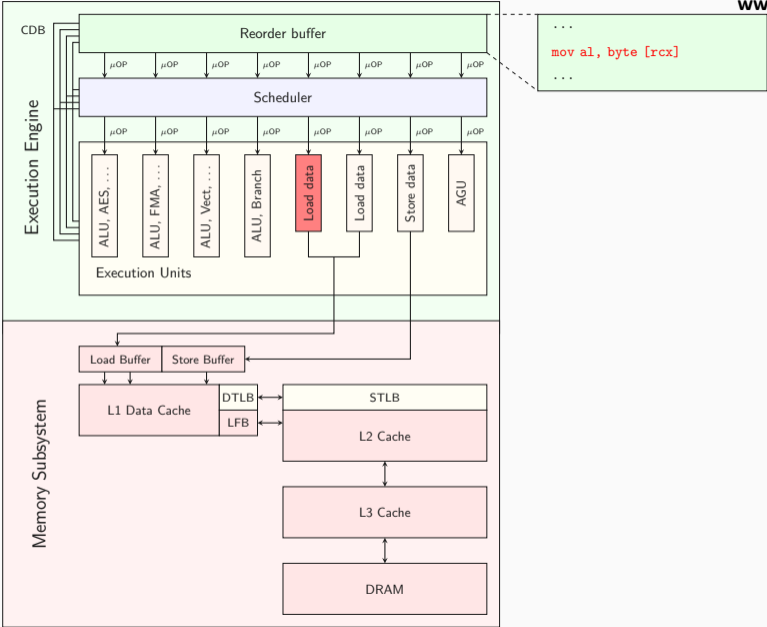 ww
CDB
Reorder buffer
...
mov al, byte [rcx]
...
μOP μOP μOP μOP μOP μOP μOP μOP
Scheduler
μOP μOP μOP μOP μOP μOP μOP μOP
Execution Engine
ALU, AES, ...
ALU, FMA, ...
ALU, Vect, ...
ALU, Branch
Load data
Load data
Store data
AGU
Execution Units
Memory Subsystem
Load Buffer
Store Buffer
L1 Data Cache
DTLB
LFB
STLB
L2 Cache
L3 Cache
DRAM